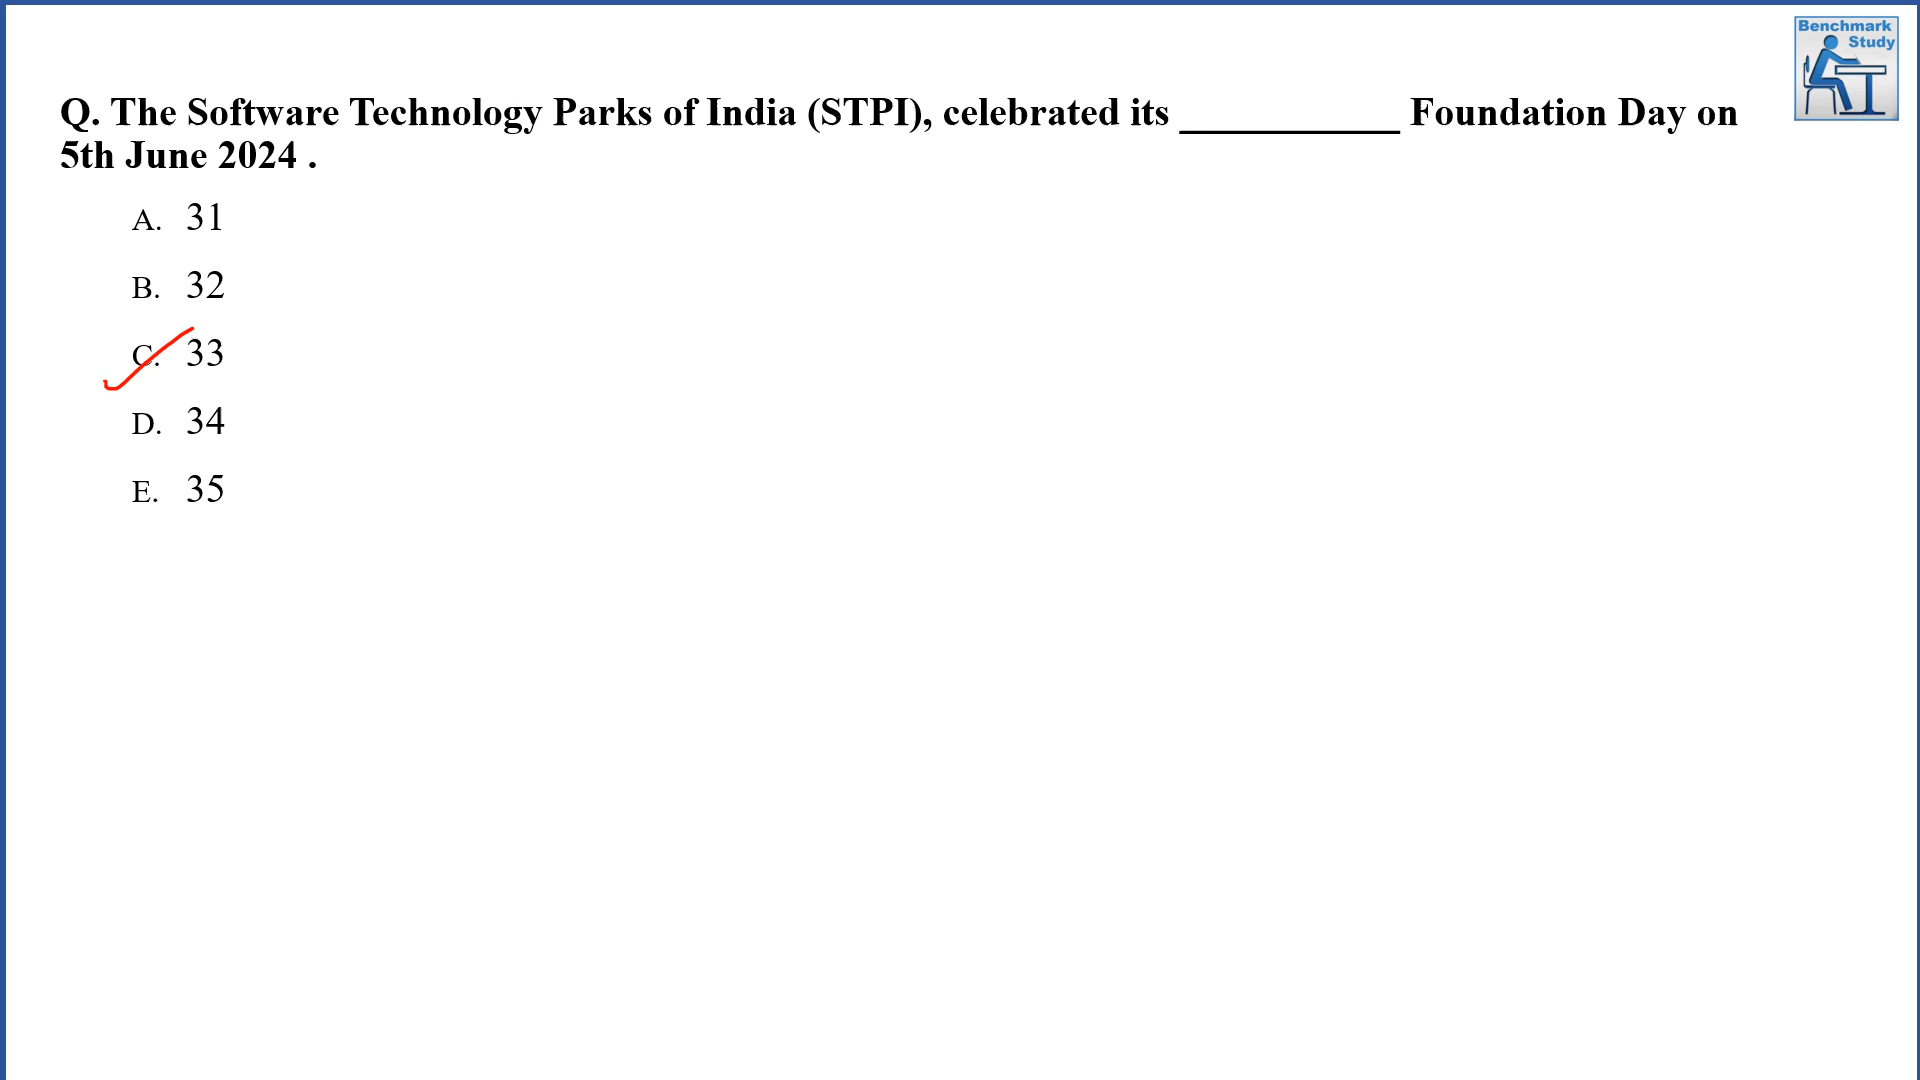 Benchmark
Study
Q. The Software Technology Parks of India (STPI), celebrated its ___________ Foundation Day on
5th June 2024 .
A. 31
B. 32
C. 33
D. 34
E. 35